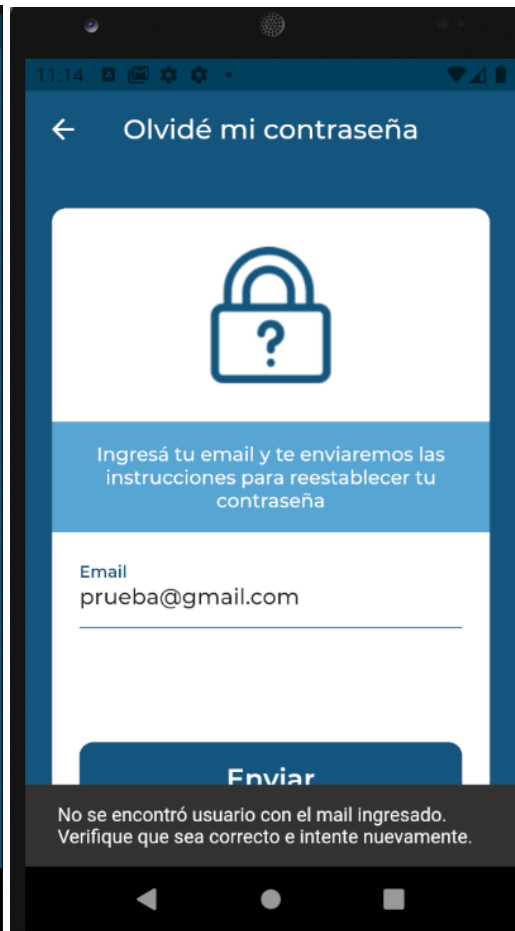 11:14
Olvidé mi contraseña
?
Ingresá tu email y te enviaremos las
instrucciones para reestablecer tu
contraseña
Email
prueba@gmail.com
Enviar
No se encontró usuario con el mail ingresado.
Verifique que sea correcto e intente nuevamente.